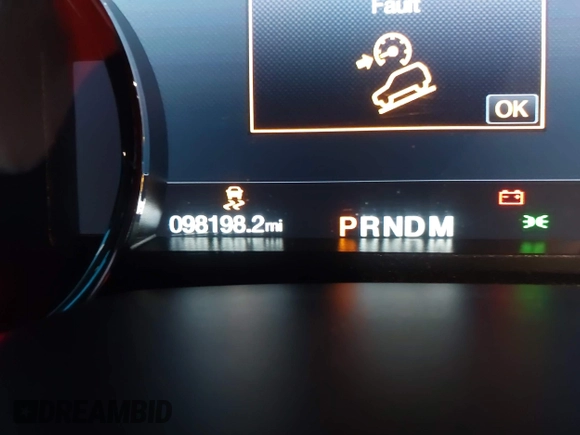 Fault
OK
098198.2mi
PRNDM
DREAMBID